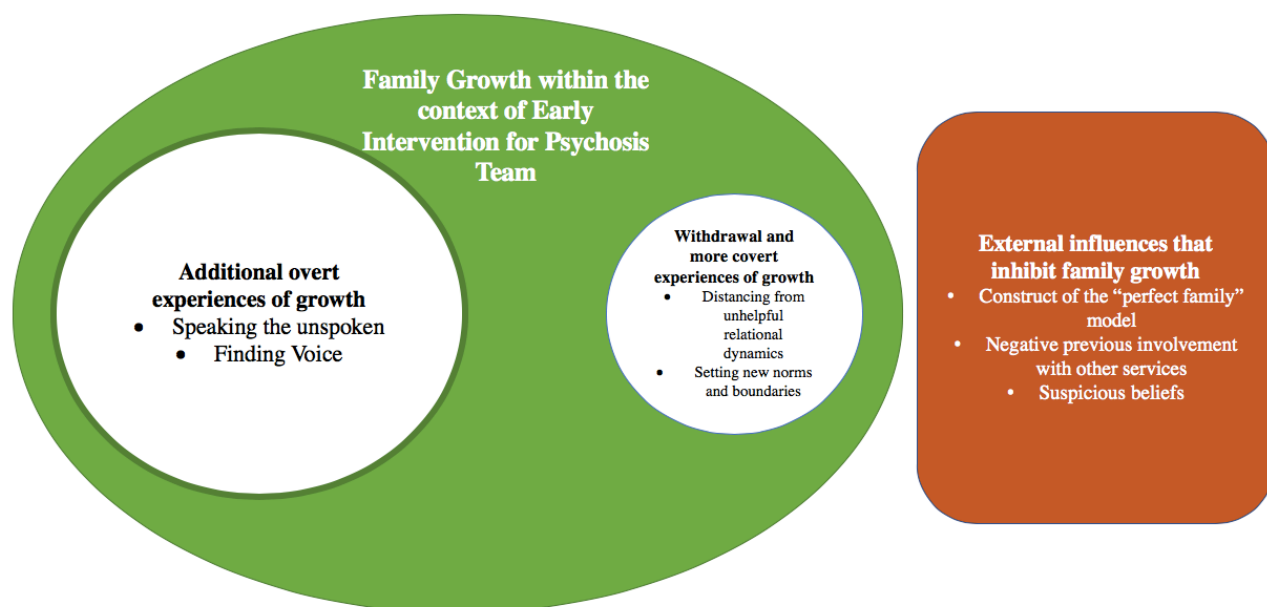 Family Growth within the
context of Early
Intervention for Psychosis
Team
Additional overt
experiences of growth
• Speaking the unspoken
• Finding Voice
Withdrawal and
more covert
experiences of growth
• Distancing from
unhelpful
relational
dynamics
• Setting new norms
and boundaries
External influences that
inhibit family growth
• Construct of the “perfect family”
model
• Negative previous involvement
with other services
• Suspicious beliefs